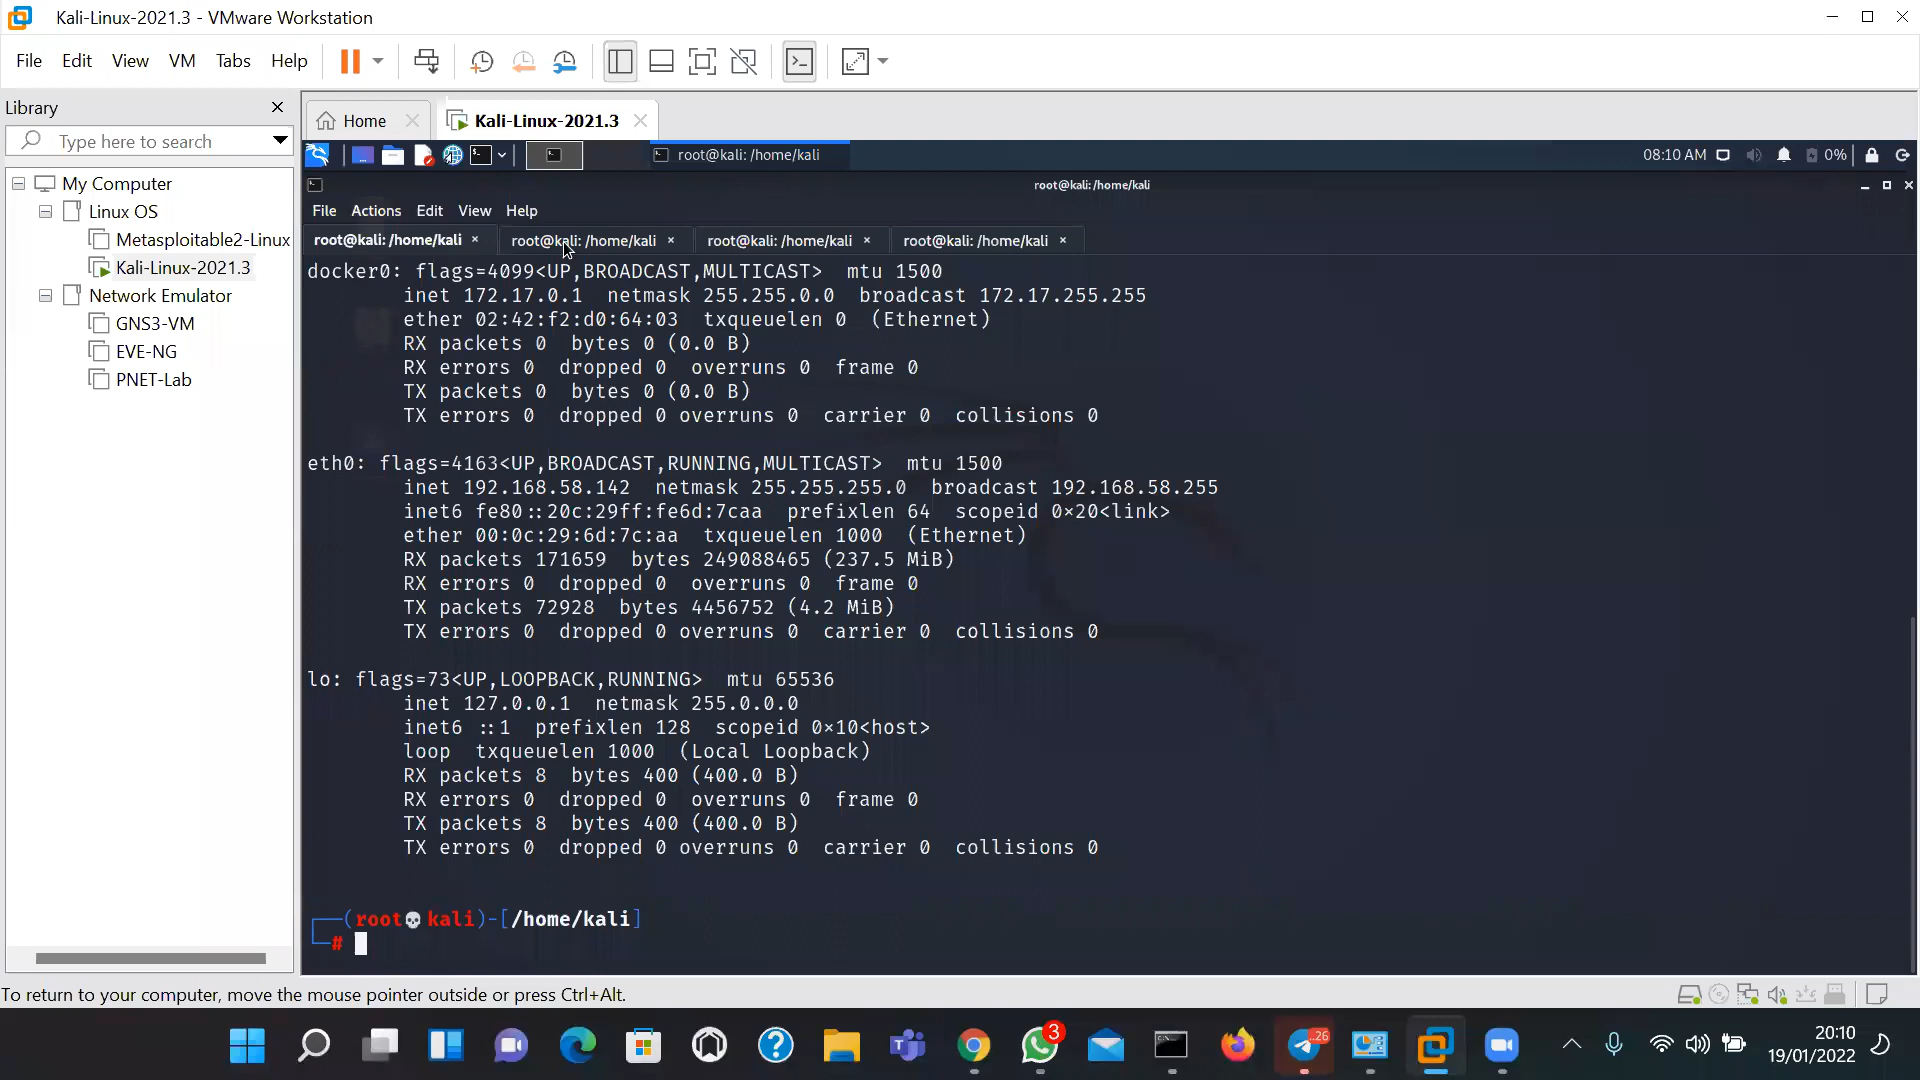 Kali-Linux-2021.3 - VMware Workstation
File Edit View VM Tabs Help
Library
Type here to search
My Computer
Linux OS
Metasploitable2-Linux
Kali-Linux-2021.3
Network Emulator
GNS3-VM
EVE-NG
PNET-Lab
Home
Kali-Linux-2021.3
root@kali: /home/kali
08:10 AM
0%
root@kali: /home/kali
File Actions Edit View Help
root@kali: /home/kali × root@kali: /home/kali × root@kali: /home/kali × root@kali: /home/kali ×
docker0: flags=4099<UP,BROADCAST,MULTICAST> mtu 1500
inet 172.17.0.1 netmask 255.255.0.0 broadcast 172.17.255.255
ether 02:42:f2:d0:64:03 txqueuelen 0 (Ethernet)
RX packets 0 bytes 0 (0.0 B)
RX errors 0 dropped 0 overruns 0 frame 0
TX packets 0 bytes 0 (0.0 B)
TX errors 0 dropped 0 overruns 0 carrier 0 collisions 0
eth0: flags=4163<UP,BROADCAST,RUNNING,MULTICAST> mtu 1500
inet 192.168.58.142 netmask 255.255.255.0 broadcast 192.168.58.255
inet6 fe80::20c:29ff:fe6d:7caa prefixlen 64 scopeid 0×20<link>
ether 00:0c:29:6d:7c:aa txqueuelen 1000 (Ethernet)
RX packets 171659 bytes 249088465 (237.5 MiB)
RX errors 0 dropped 0 overruns 0 frame 0
TX packets 72928 bytes 4456752 (4.2 MiB)
TX errors 0 dropped 0 overruns 0 carrier 0 collisions 0
lo: flags=73<UP,LOOPBACK,RUNNING> mtu 65536
inet 127.0.0.1 netmask 255.0.0.0
inet6 ::1 prefixlen 128 scopeid 0×10<host>
loop txqueuelen 1000 (Local Loopback)
RX packets 8 bytes 400 (400.0 B)
RX errors 0 dropped 0 overruns 0 frame 0
TX packets 8 bytes 400 (400.0 B)
TX errors 0 dropped 0 overruns 0 carrier 0 collisions 0
┌──(root💀kali)-[/home/kali]
└─#
To return to your computer, move the mouse pointer outside or press Ctrl+Alt.
3
..26
20:10
19/01/2022